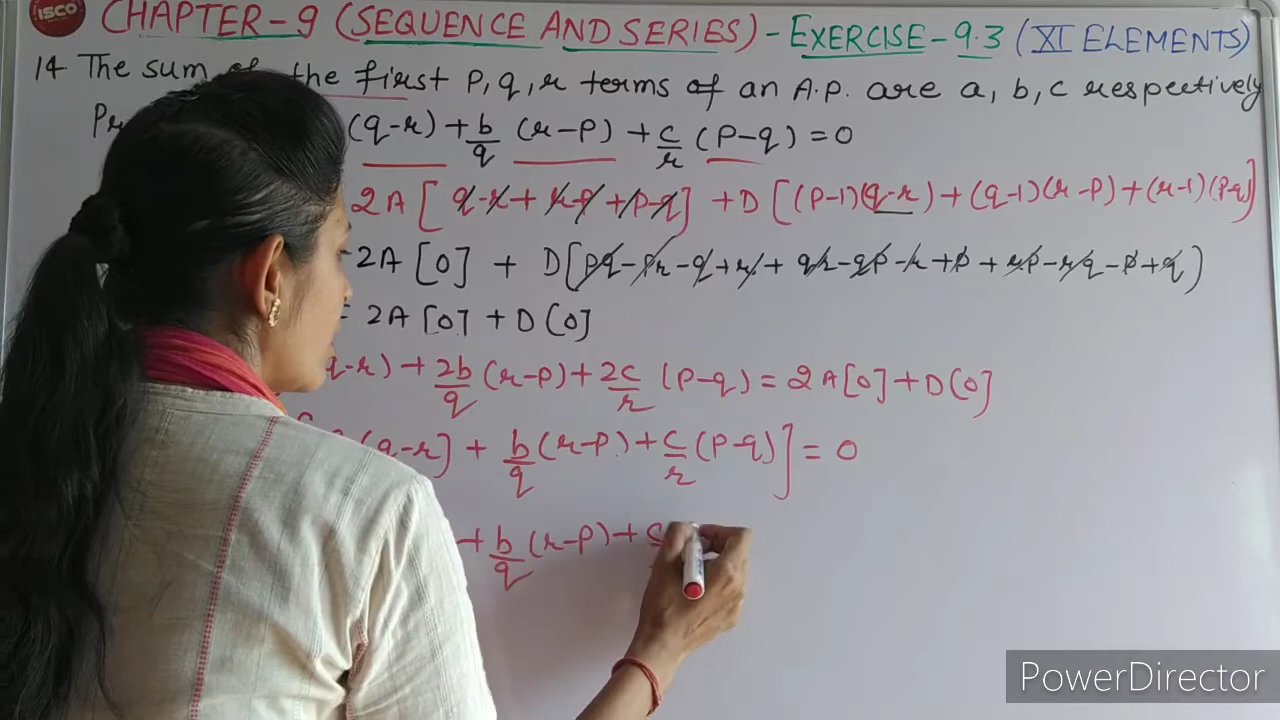 ISCO CHAPTER-9 (SEQUENCE AND SERIES) - EXERCISE-9.3 (XI ELEMENTS)
14. The sum of the first P, q, r terms of an A.P. are a, b, c respectively
(q-r) + b/q (r-P) + c/r (P-q) = 0
2A [q-r + r-P + P-q] + D [(P-1)(q-r) + (q-1)(r-P) + (r-1)(P-q)]
2A [0] + D[Pq-Pr-q+r + qr-qP-r+P + rP-rq-P+q)
= 2A [0] + D(0]
q-r) + 2b/q (r-P) + 2c/r (P-q) = 2A[0] + D(0]
(q-r] + b/q (r-P) + c/r (P-q)] = 0
+ b/q (r-P) + c
PowerDirector